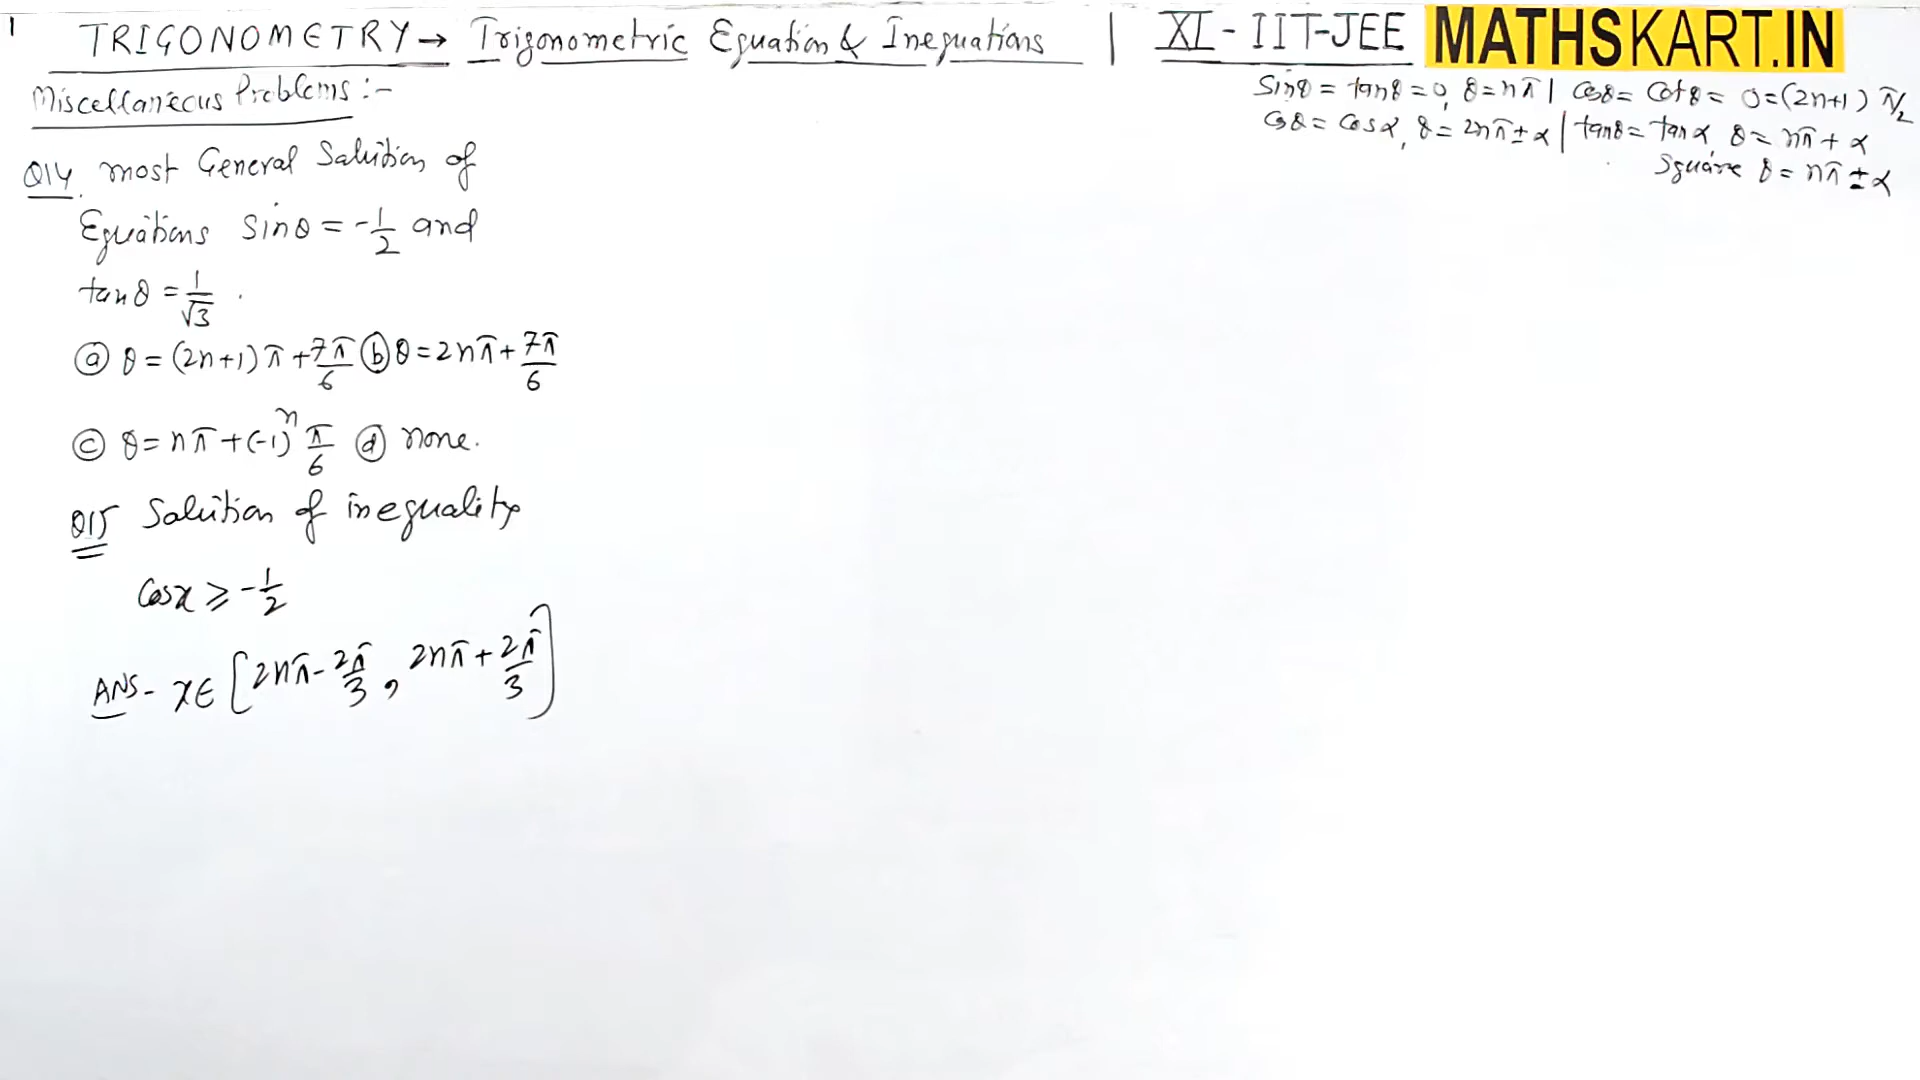 1
TRIGONOMETRY → Trigonometric Equation & Inequations | XI - IIT-JEE MATHSKART.IN
Sinθ = tanθ = 0, θ = nπ | Cosθ = Cotθ = 0 = (2n+1) π/2
Cosθ = Cosα, θ = 2nπ ± α | tanθ = tanα, θ = nπ + α
Square θ = nπ ± α
Miscellaneous Problems :-
Q14. most General Solution of
Equations Sinθ = -1/2 and
tanθ = 1/√3 .
(a) θ = (2n+1)π + 7π/6 (b) θ = 2nπ + 7π/6
(c) θ = nπ + (-1)ⁿ π/6 (d) none.
Q15 Solution of inequality
Cosx ≥ -1/2
ANS - x ∈ [2nπ - 2π/3, 2nπ + 2π/3]